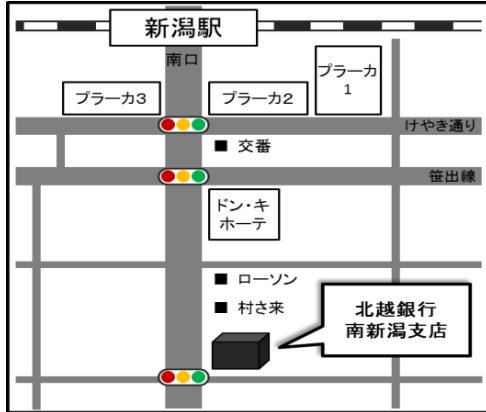 新潟駅
南口
プラーカ3
プラーカ2
プラーカ
1
けやき通り
■ 交番
笹出線
ドン・キ
ホーテ
■ ローソン
■ 村さ来
北越銀行
南新潟支店